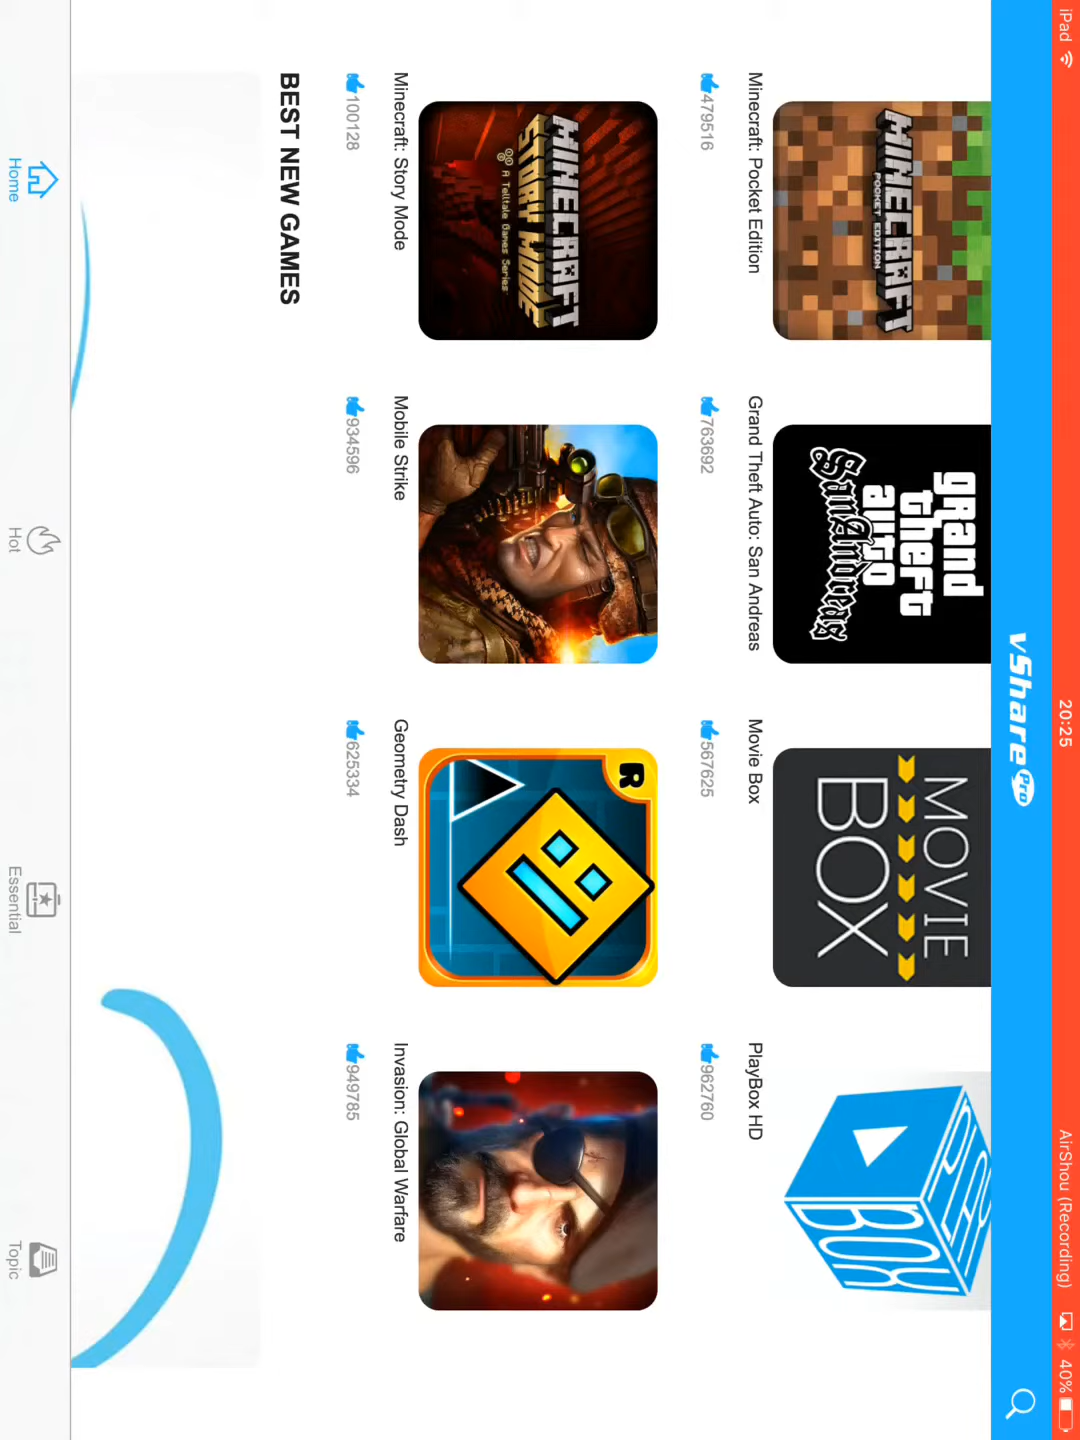 iPad
20:25
AirShou (Recording)
40%
vShare Pro
MINECRAFT
POCKET EDITION
grand
theft
auto
San Andreas
MOVIE
BOX
PLAY
BOX
Minecraft: Pocket Edition
Grand Theft Auto: San Andreas
Movie Box
PlayBox HD
479516
763692
567625
962760
MINECRAFT
STORY MODE
A Telltale Games Series
R
Minecraft: Story Mode
Mobile Strike
Geometry Dash
Invasion: Global Warfare
100128
934596
625334
949785
BEST NEW GAMES
Home
Hot
Essential
Topic